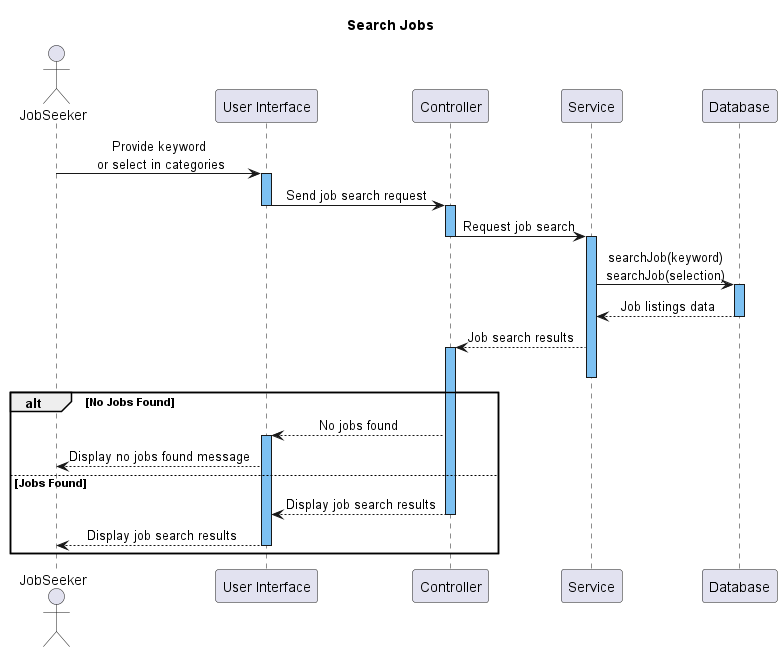 Search Jobs
JobSeeker
User Interface
Controller
Service
Database
Provide keyword
or select in categories
Send job search request
Request job search
searchJob(keyword)
searchJob(selection)
Job listings data
Job search results
alt
[No Jobs Found]
No jobs found
Display no jobs found message
[Jobs Found]
Display job search results
Display job search results
JobSeeker
User Interface
Controller
Service
Database